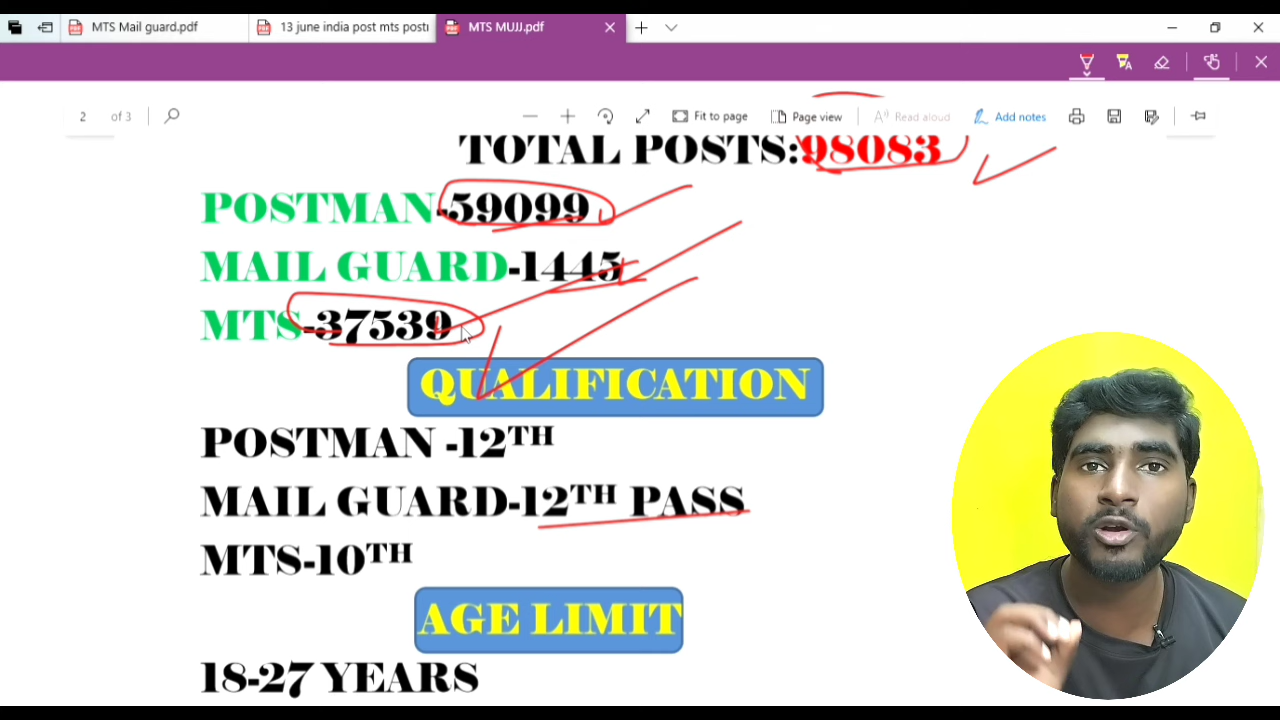 MTS Mail guard.pdf
13 june india post mts post
MTS MUJJ.pdf
2 of 3
Fit to page
Page view
Read aloud
Add notes
TOTAL POSTS:98083
POSTMAN-59099
MAIL GUARD-1445
MTS-37539
QUALIFICATION
POSTMAN -12TH
MAIL GUARD-12TH PASS
MTS-10TH
AGE LIMIT
18-27 YEARS